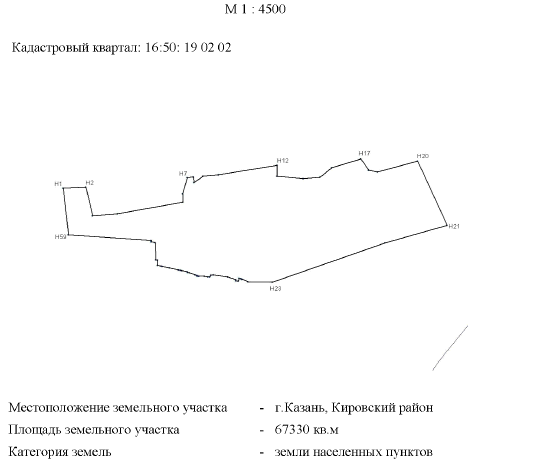 М 1 : 4500
Кадастровый квартал: 16:50: 19 02 02
Н17
Н12
Н20
Н7
Н1
Н2
Н21
Н59
Н23
Местоположение земельного участка - г.Казань, Кировский район
Площадь земельного участка - 67330 кв.м
Категория земель - земли населенных пунктов